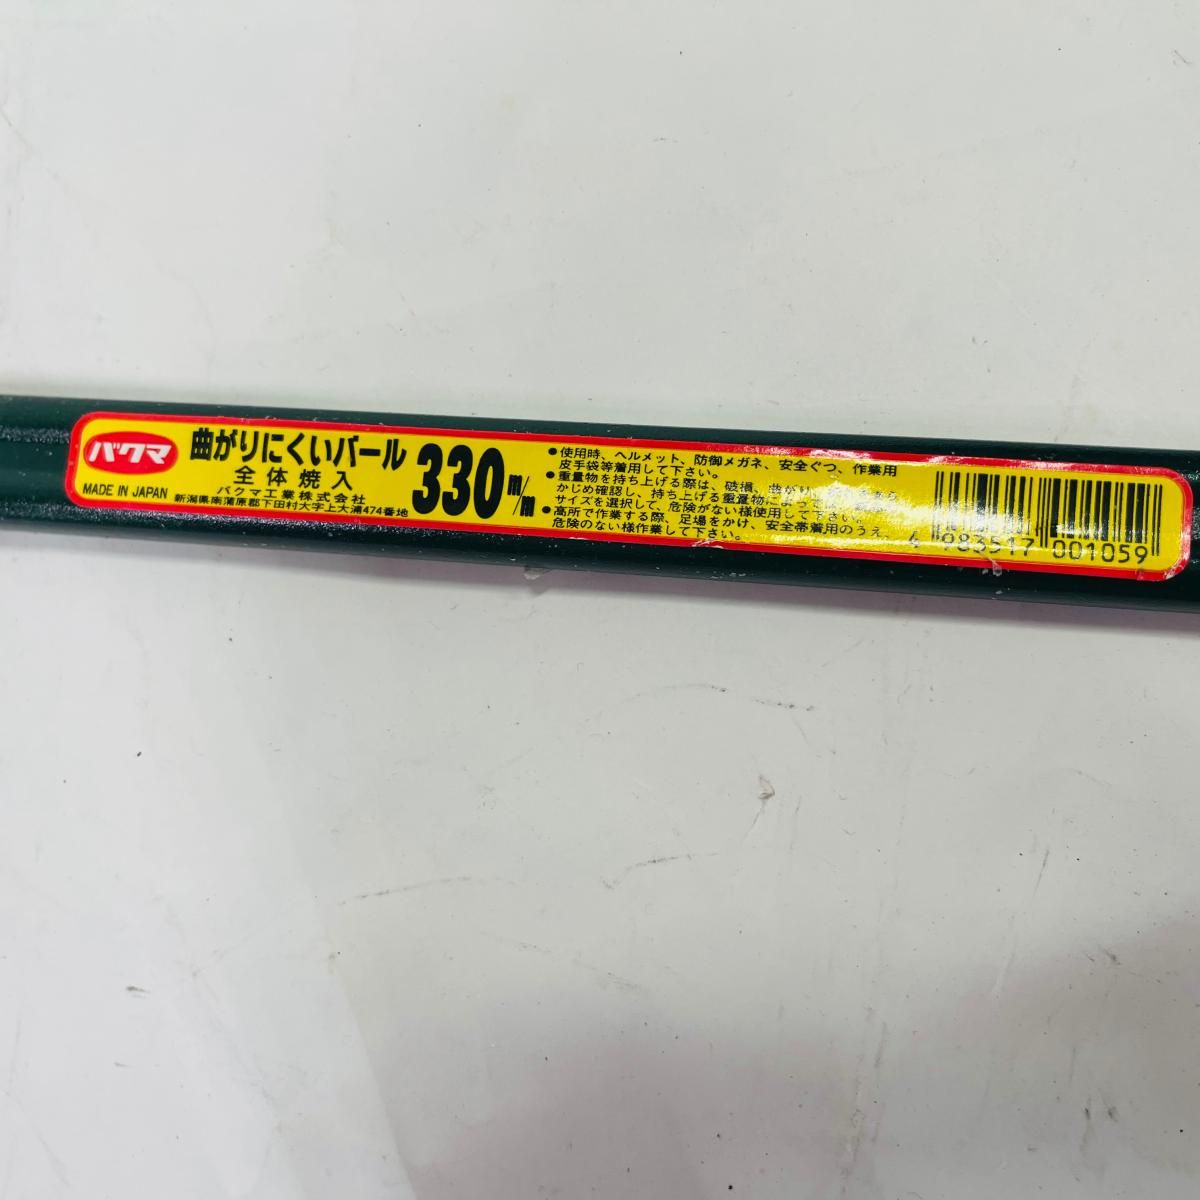 バクマ
MADE IN JAPAN
曲がりにくいバール
全体焼入
バクマ工業株式会社
新潟県南蒲原郡下田村大字上大浦474番地
330m/m
●使用時、ヘルメット、防御メガネ、安全ぐつ、作業用
皮手袋等着用して下さい。
●重量物を持ち上げる際は、破損、曲がり
かじめ確認し、持ち上げる重量物によって
サイズを選択して、危険がない様使用して下さい。
●高所で作業する際、足場をかけ、安全帯着用のうえ、
危険のない様作業して下さい。
4 983517 001059